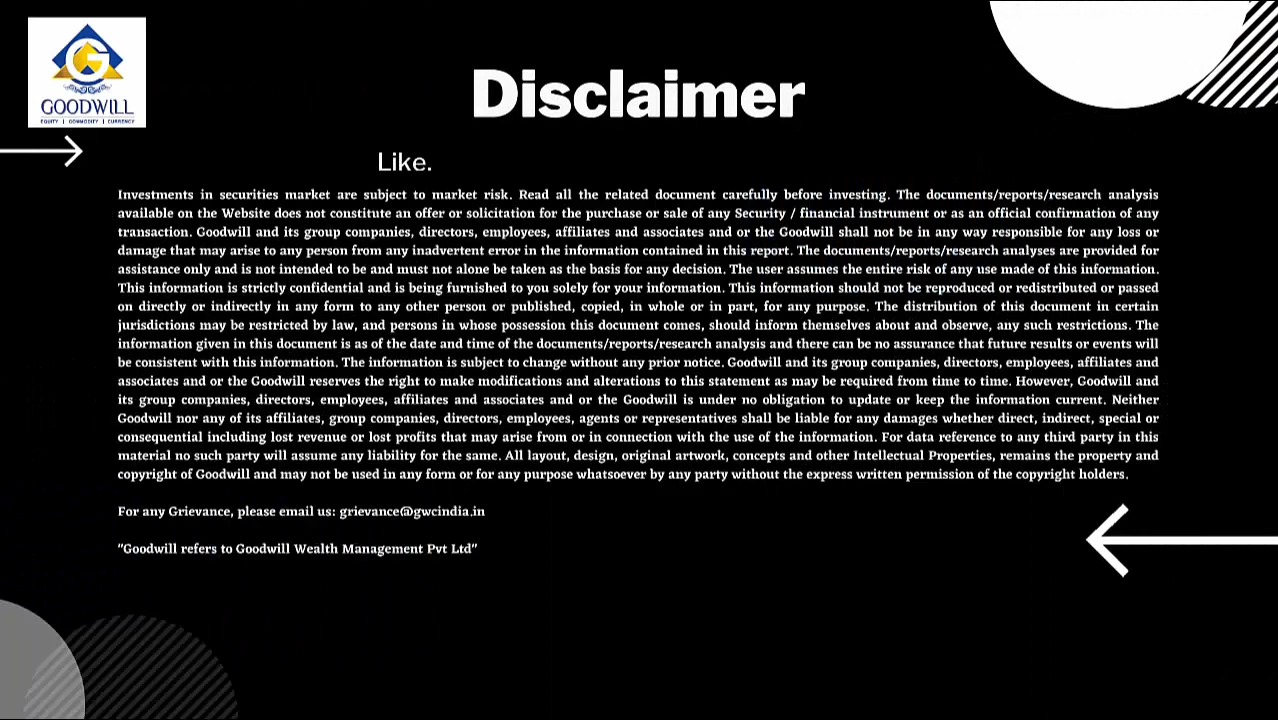 GOODWILL
EQUITY | COMMODITY | CURRENCY
Disclaimer
Like.
Investments in securities market are subject to market risk. Read all the related document carefully before investing. The documents/reports/research analysis
available on the Website does not constitute an offer or solicitation for the purchase or sale of any Security / financial instrument or as an official confirmation of any
transaction. Goodwill and its group companies, directors, employees, affiliates and associates and or the Goodwill shall not be in any way responsible for any loss or
damage that may arise to any person from any inadvertent error in the information contained in this report. The documents/reports/research analyses are provided for
assistance only and is not intended to be and must not alone be taken as the basis for any decision. The user assumes the entire risk of any use made of this information.
This information is strictly confidential and is being furnished to you solely for your information. This information should not be reproduced or redistributed or passed
on directly or indirectly in any form to any other person or published, copied, in whole or in part, for any purpose. The distribution of this document in certain
jurisdictions may be restricted by law, and persons in whose possession this document comes, should inform themselves about and observe, any such restrictions. The
information given in this document is as of the date and time of the documents/reports/research analysis and there can be no assurance that future results or events will
be consistent with this information. The information is subject to change without any prior notice. Goodwill and its group companies, directors, employees, affiliates and
associates and or the Goodwill reserves the right to make modifications and alterations to this statement as may be required from time to time. However, Goodwill and
its group companies, directors, employees, affiliates and associates and or the Goodwill is under no obligation to update or keep the information current. Neither
Goodwill nor any of its affiliates, group companies, directors, employees, agents or representatives shall be liable for any damages whether direct, indirect, special or
consequential including lost revenue or lost profits that may arise from or in connection with the use of the information. For data reference to any third party in this
material no such party will assume any liability for the same. All layout, design, original artwork, concepts and other Intellectual Properties, remains the property and
copyright of Goodwill and may not be used in any form or for any purpose whatsoever by any party without the express written permission of the copyright holders.
For any Grievance, please email us: grievance@gwcindia.in
"Goodwill refers to Goodwill Wealth Management Pvt Ltd"